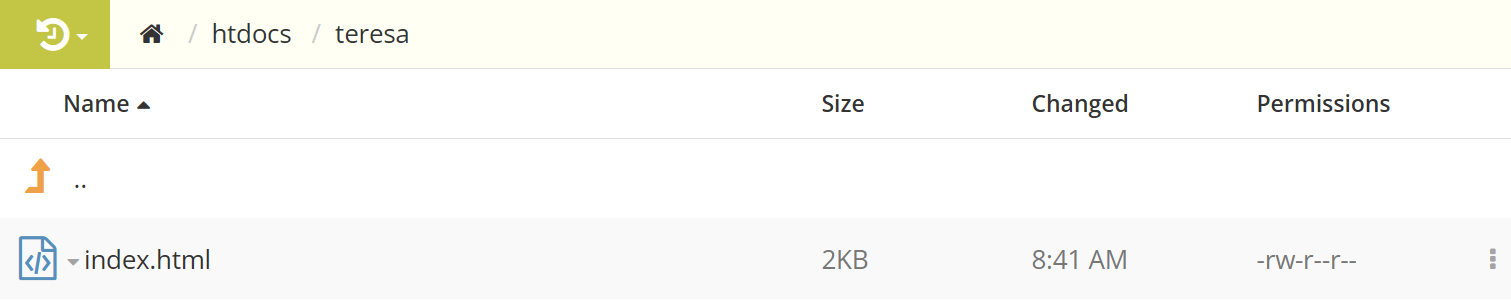 / htdocs / teresa
Name Size Changed Permissions
..
index.html 2KB 8:41 AM -rw-r--r--